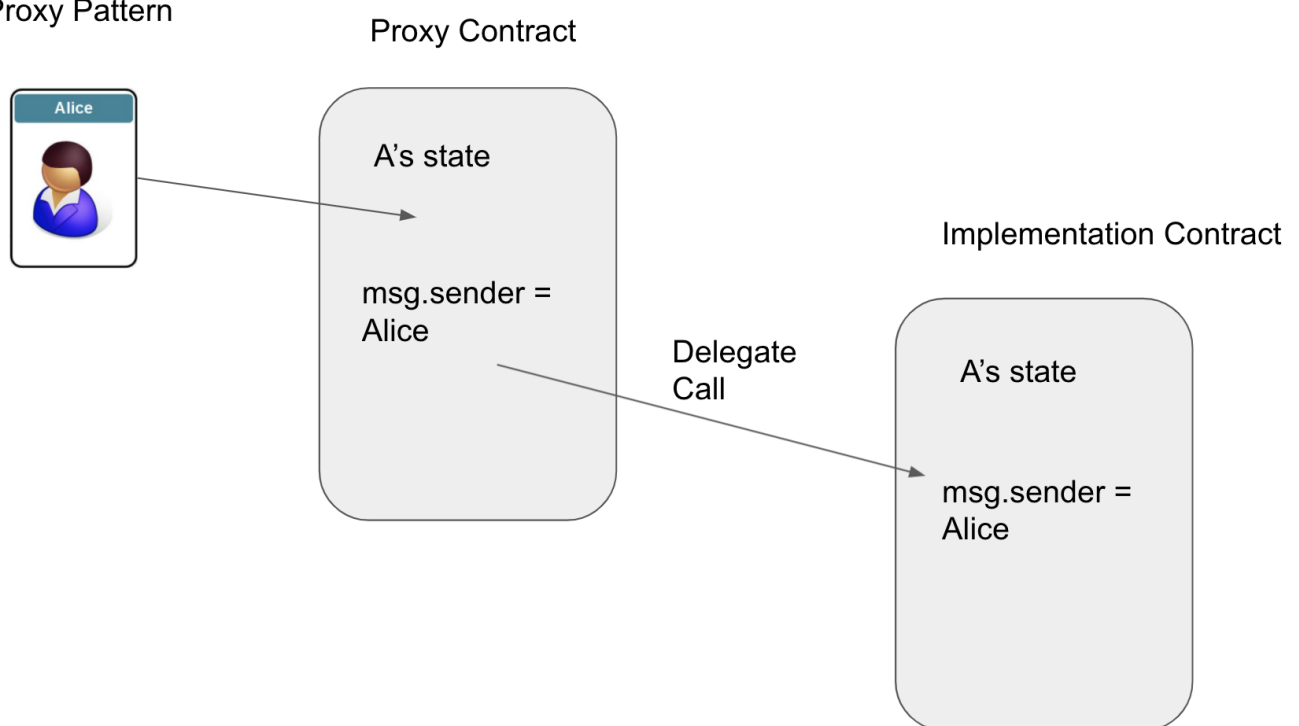 Proxy Pattern
Proxy Contract
Alice
A’s state
msg.sender =
Alice
Delegate
Call
Implementation Contract
A’s state
msg.sender =
Alice